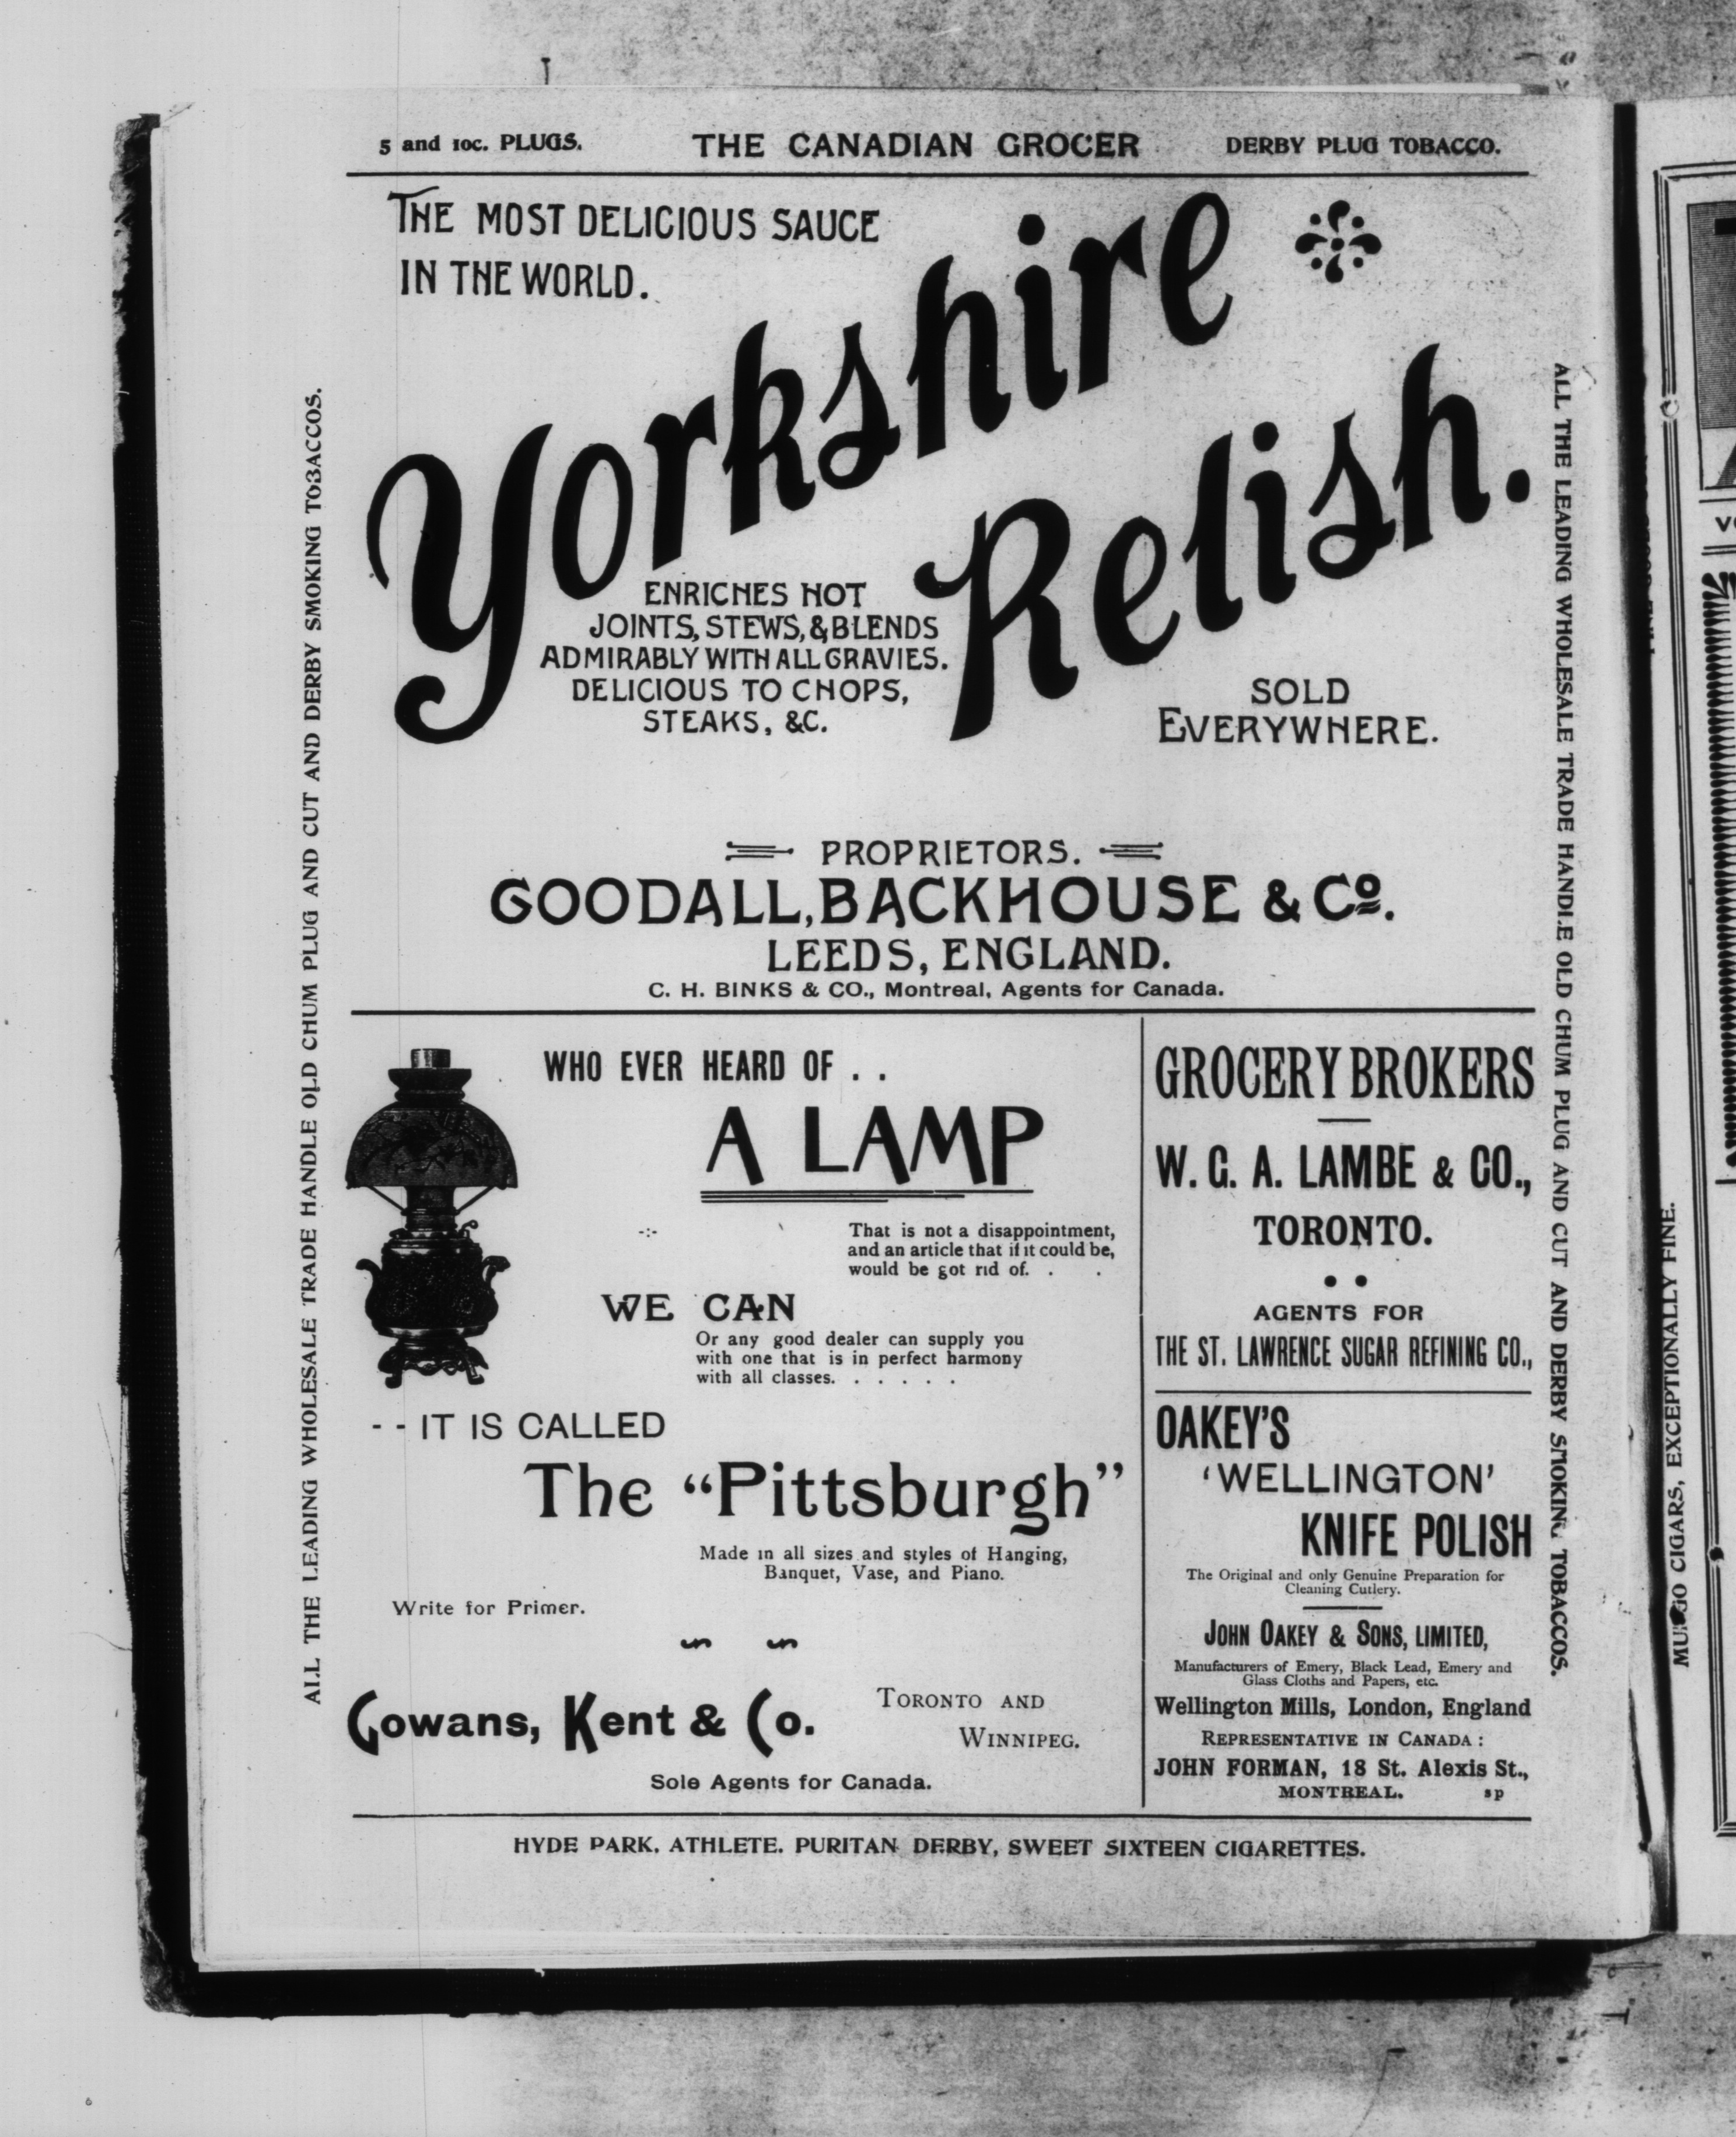 5 and 10c. PLUGS. THE CANADIAN GROCER DERBY PLUG TOBACCO.
THE MOST DELICIOUS SAUCE
IN THE WORLD.
Yorkshire
Relish.
ENRICHES HOT
JOINTS, STEWS, & BLENDS
ADMIRABLY WITH ALL GRAVIES.
DELICIOUS TO CHOPS,
STEAKS, &C.
SOLD
EVERYWHERE.
PROPRIETORS.
GOODALL, BACKHOUSE & Co.
LEEDS, ENGLAND.
C. H. BINKS & CO., Montreal, Agents for Canada.
WHO EVER HEARD OF . .
A LAMP
That is not a disappointment,
and an article that if it could be,
would be got rid of. . .
WE CAN
Or any good dealer can supply you
with one that is in perfect harmony
with all classes. . . . . .
- - IT IS CALLED
The “Pittsburgh”
Made in all sizes and styles of Hanging,
Banquet, Vase, and Piano.
Write for Primer.
Gowans, Kent & Co.
TORONTO AND
WINNIPEG.
Sole Agents for Canada.
GROCERY BROKERS
W. G. A. LAMBE & CO.,
TORONTO.
AGENTS FOR
THE ST. LAWRENCE SUGAR REFINING CO.,
OAKEY'S
‘WELLINGTON’
KNIFE POLISH
The Original and only Genuine Preparation for
Cleaning Cutlery.
JOHN OAKEY & SONS, LIMITED,
Manufacturers of Emery, Black Lead, Emery and
Glass Cloths and Papers, etc.
Wellington Mills, London, England
REPRESENTATIVE IN CANADA :
JOHN FORMAN, 18 St. Alexis St.,
MONTREAL. sp
HYDE PARK. ATHLETE. PURITAN DERBY, SWEET SIXTEEN CIGARETTES.
ALL THE LEADING WHOLESALE TRADE HANDLE OLD CHUM PLUG AND CUT AND DERBY SMOKING TOBACCOS.
ALL THE LEADING WHOLESALE TRADE HANDLE OLD CHUM PLUG AND CUT AND DERBY SMOKING TOBACCOS.
CIGARS, EXCEPTIONALLY FINE.